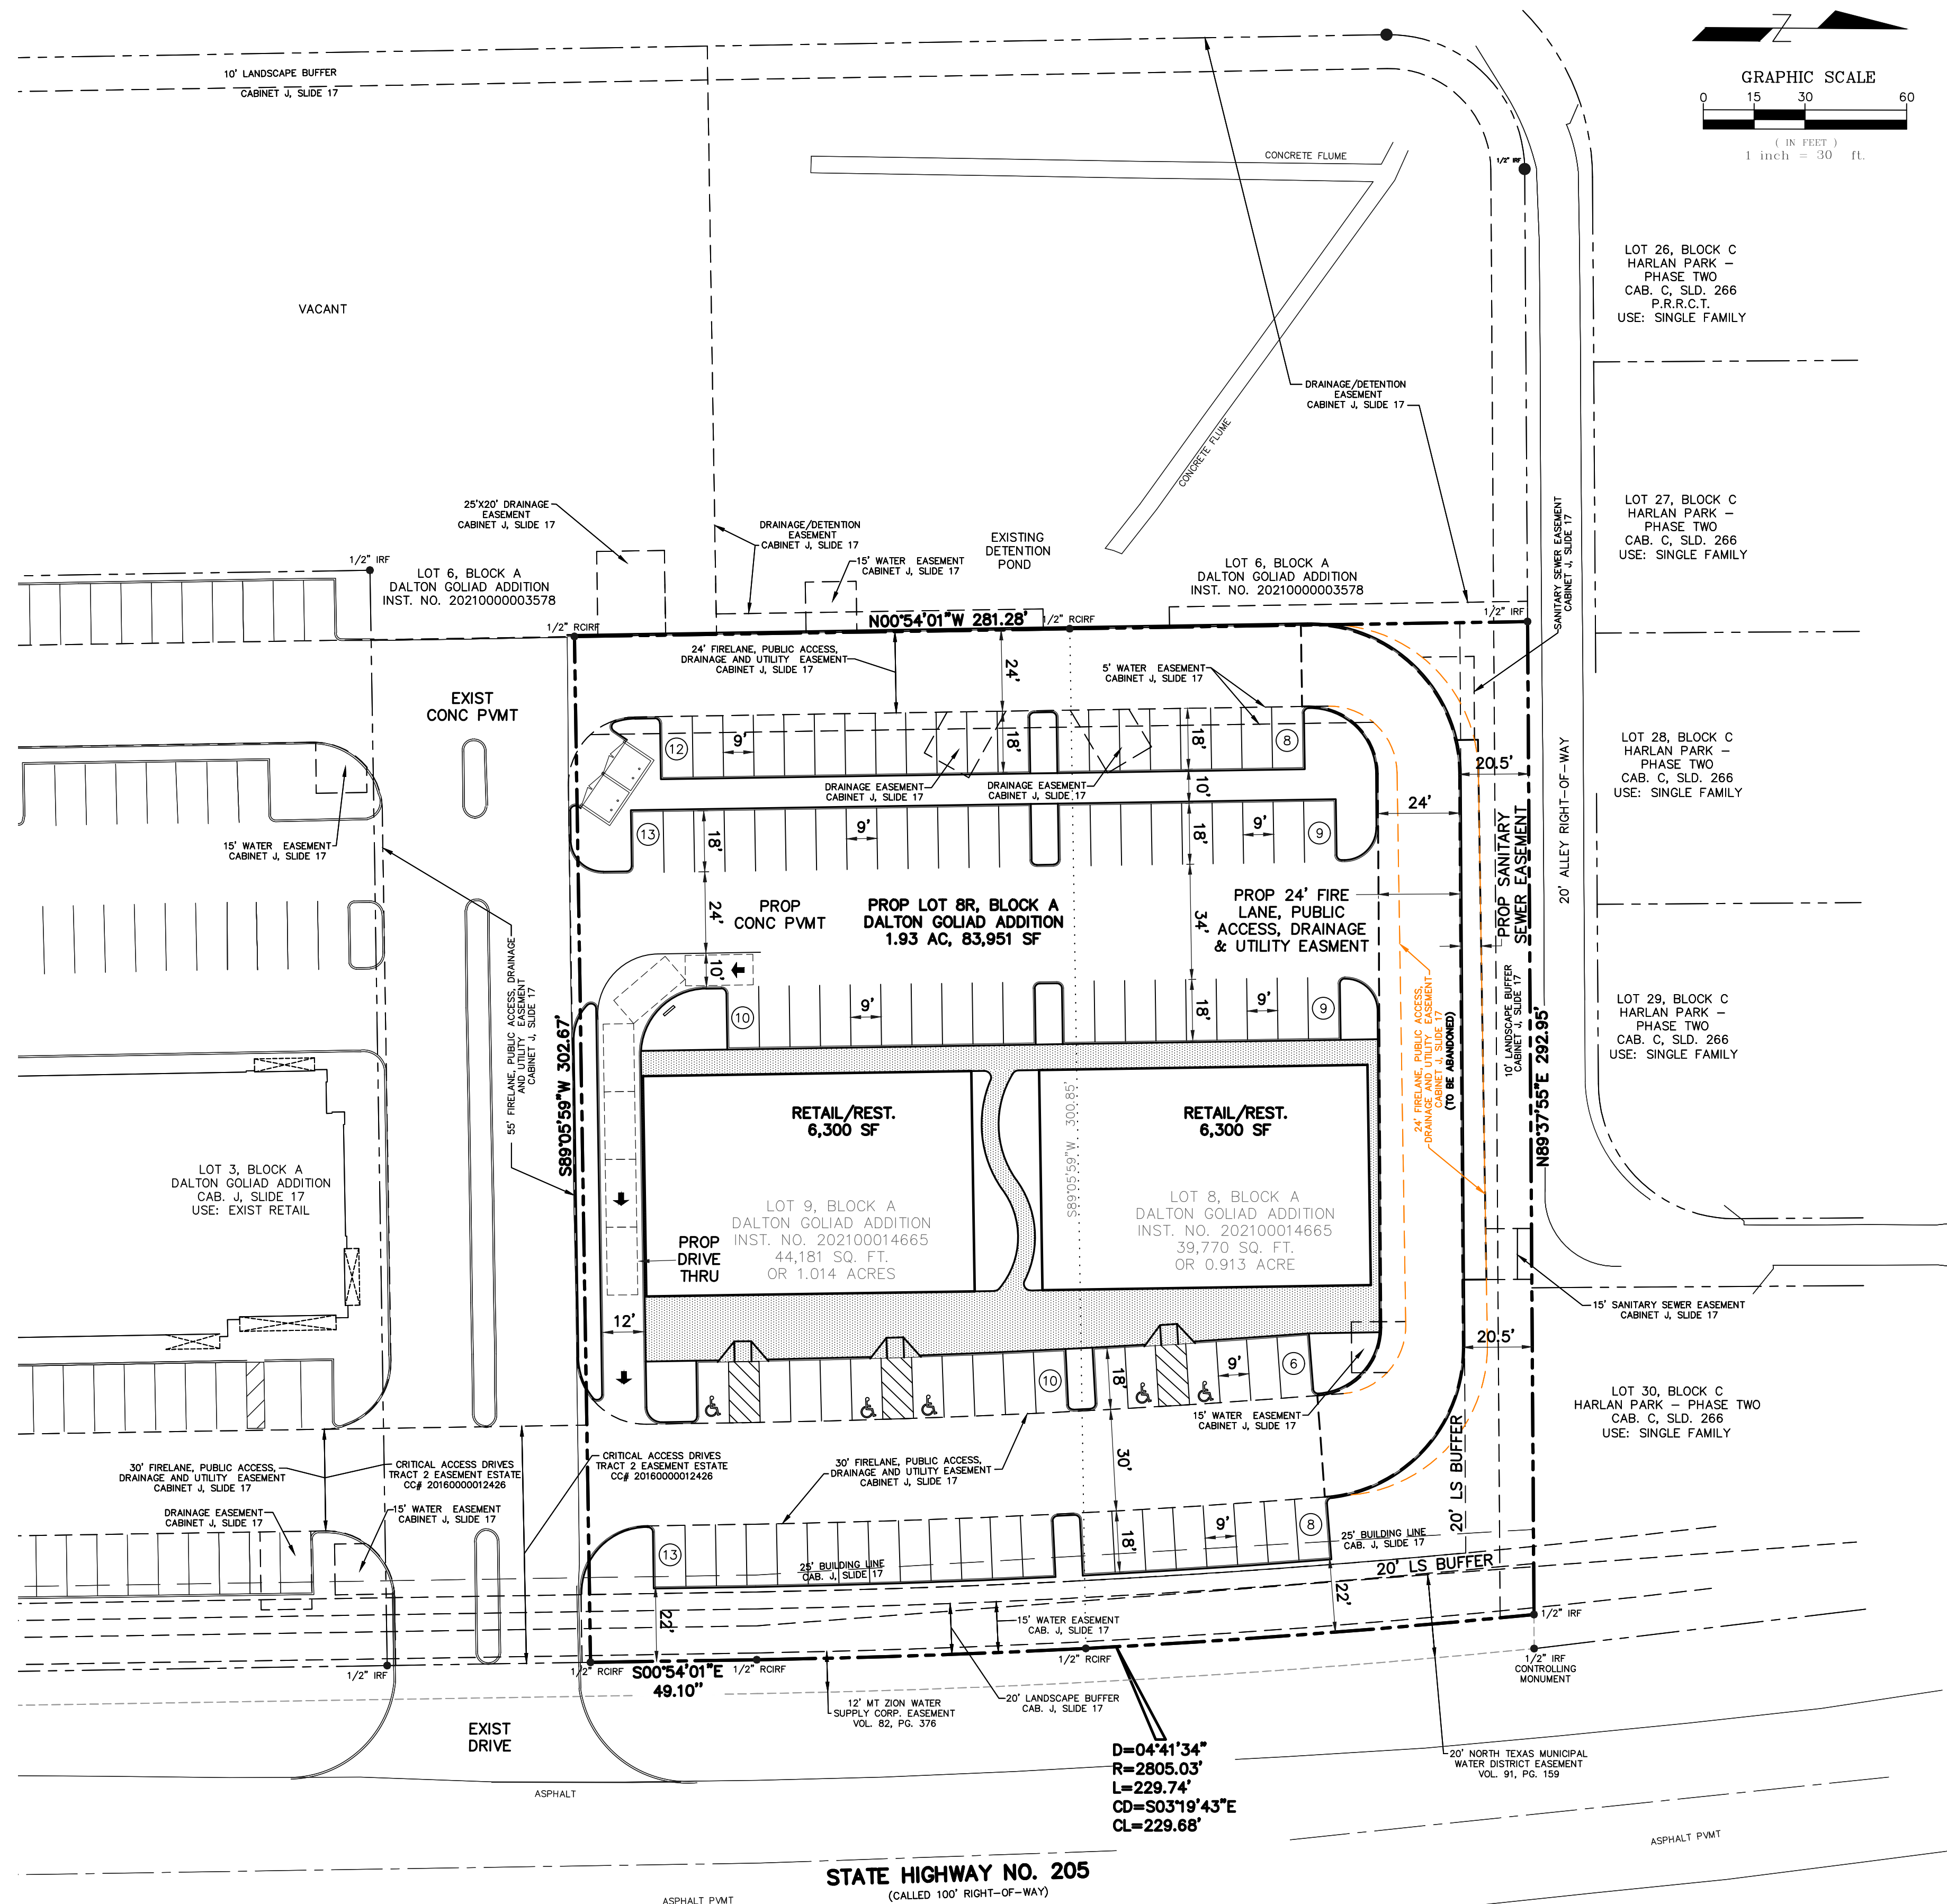 10' LANDSCAPE BUFFER
CABINET J, SLIDE 17
Z
GRAPHIC SCALE
0 15 30 60
( IN FEET )
1 inch = 30 ft.
CONCRETE FLUME
1/2" IRF
VACANT
LOT 26, BLOCK C
HARLAN PARK –
PHASE TWO
CAB. C, SLD. 266
P.R.R.C.T.
USE: SINGLE FAMILY
DRAINAGE/DETENTION
EASEMENT
CABINET J, SLIDE 17
CONCRETE FLUME
25'X20' DRAINAGE
EASEMENT
CABINET J, SLIDE 17
DRAINAGE/DETENTION
EASEMENT
CABINET J, SLIDE 17
EXISTING
DETENTION
POND
15' WATER EASEMENT
CABINET J, SLIDE 17
SANITARY SEWER EASEMENT
CABINET J, SLIDE 17
LOT 27, BLOCK C
HARLAN PARK –
PHASE TWO
CAB. C, SLD. 266
USE: SINGLE FAMILY
1/2" IRF
LOT 6, BLOCK A
DALTON GOLIAD ADDITION
INST. NO. 20210000003578
LOT 6, BLOCK A
DALTON GOLIAD ADDITION
INST. NO. 20210000003578
1/2" RCIRF
N00°54'01"W 281.28'
1/2" RCIRF
1/2" IRF
24' FIRELANE, PUBLIC ACCESS,
DRAINAGE AND UTILITY EASEMENT
CABINET J, SLIDE 17
24'
5' WATER EASEMENT
CABINET J, SLIDE 17
EXIST
CONC PVMT
12
9'
18'
18'
8
LOT 28, BLOCK C
HARLAN PARK –
PHASE TWO
CAB. C, SLD. 266
USE: SINGLE FAMILY
20.5'
DRAINAGE EASEMENT
CABINET J, SLIDE 17
DRAINAGE EASEMENT
CABINET J, SLIDE 17
10'
24'
15' WATER EASEMENT
CABINET J, SLIDE 17
13
18'
9'
18'
9'
9
PROP SANITARY
SEWER EASEMENT
20' ALLEY RIGHT-OF-WAY
24'
PROP
CONC PVMT
PROP LOT 8R, BLOCK A
DALTON GOLIAD ADDITION
1.93 AC, 83,951 SF
34'
PROP 24' FIRE
LANE, PUBLIC
ACCESS, DRAINAGE
& UTILITY EASMENT
10'
55' FIRELANE, PUBLIC ACCESS, DRAINAGE
AND UTILITY EASEMENT
CABINET J, SLIDE 17
S89°05'59"W 302.67'
10
9'
18'
9'
9
24' FIRELANE, PUBLIC ACCESS,
DRAINAGE AND UTILITY EASEMENT
CABINET J, SLIDE 17
(TO BE ABANDONED)
10' LANDSCAPE BUFFER
CABINET J, SLIDE 17
N89°37'55"E 292.95'
LOT 29, BLOCK C
HARLAN PARK –
PHASE TWO
CAB. C, SLD. 266
USE: SINGLE FAMILY
RETAIL/REST.
6,300 SF
S89°05'59"W 300.85'
RETAIL/REST.
6,300 SF
LOT 3, BLOCK A
DALTON GOLIAD ADDITION
CAB. J, SLIDE 17
USE: EXIST RETAIL
LOT 9, BLOCK A
DALTON GOLIAD ADDITION
INST. NO. 202100014665
44,181 SQ. FT.
OR 1.014 ACRES
LOT 8, BLOCK A
DALTON GOLIAD ADDITION
INST. NO. 202100014665
39,770 SQ. FT.
OR 0.913 ACRE
PROP
DRIVE
THRU
12'
15' SANITARY SEWER EASEMENT
CABINET J, SLIDE 17
20.5'
10
18'
9'
6
15' WATER EASEMENT
CABINET J, SLIDE 17
LOT 30, BLOCK C
HARLAN PARK – PHASE TWO
CAB. C, SLD. 266
USE: SINGLE FAMILY
20' LS BUFFER
30' FIRELANE, PUBLIC ACCESS,
DRAINAGE AND UTILITY EASEMENT
CABINET J, SLIDE 17
CRITICAL ACCESS DRIVES
TRACT 2 EASEMENT ESTATE
CC# 20160000012426
CRITICAL ACCESS DRIVES
TRACT 2 EASEMENT ESTATE
CC# 20160000012426
30' FIRELANE, PUBLIC ACCESS,
DRAINAGE AND UTILITY EASEMENT
CABINET J, SLIDE 17
30'
DRAINAGE EASEMENT
CABINET J, SLIDE 17
15' WATER EASEMENT
CABINET J, SLIDE 17
13
25' BUILDING LINE
CAB. J, SLIDE 17
18'
9'
8
25' BUILDING LINE
CAB. J, SLIDE 17
20' LS BUFFER
22'
22'
15' WATER EASEMENT
CAB. J, SLIDE 17
1/2" IRF
1/2" IRF
1/2" RCIRF
S00°54'01"E
49.10"
1/2" RCIRF
1/2" RCIRF
1/2" IRF
CONTROLLING
MONUMENT
12' MT ZION WATER
SUPPLY CORP. EASEMENT
VOL. 82, PG. 376
20' LANDSCAPE BUFFER
CAB. J, SLIDE 17
EXIST
DRIVE
D=04°41'34"
R=2805.03'
L=229.74'
CD=S03°19'43"E
CL=229.68'
20' NORTH TEXAS MUNICIPAL
WATER DISTRICT EASEMENT
VOL. 91, PG. 159
ASPHALT
ASPHALT PVMT
STATE HIGHWAY NO. 205
(CALLED 100' RIGHT-OF-WAY)
ASPHALT PVMT